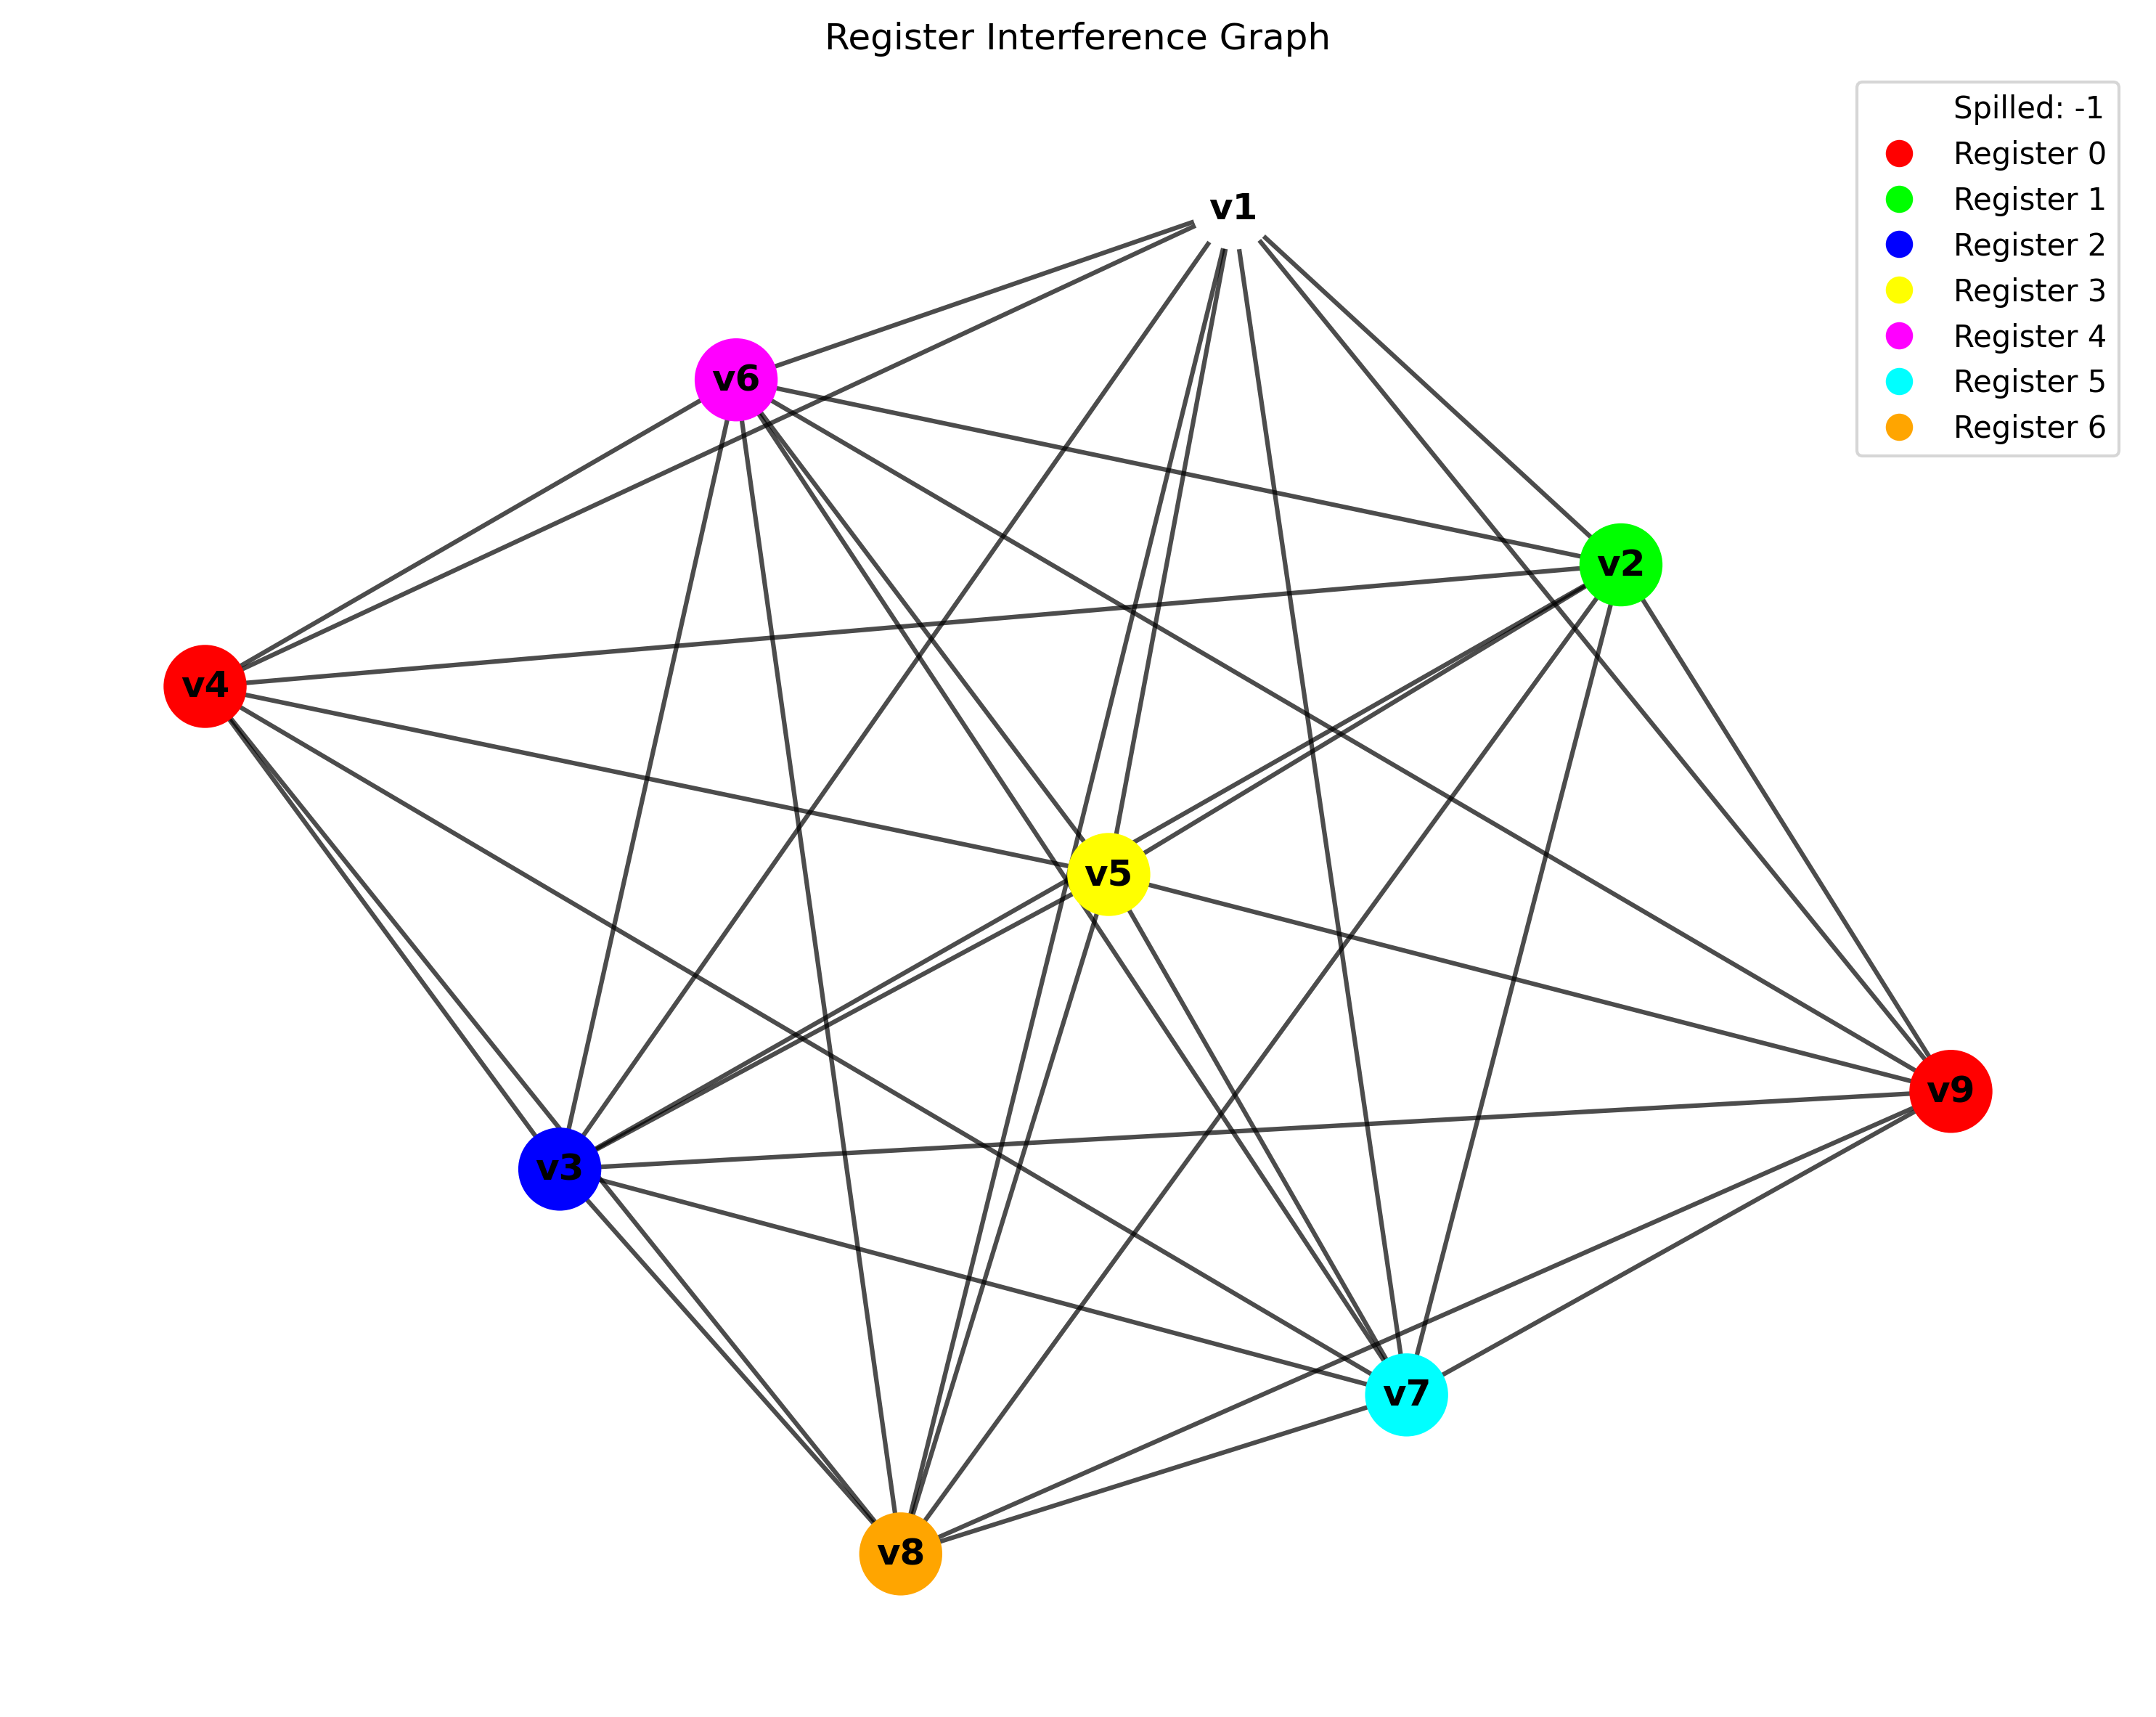 Register Interference Graph
Spilled: -1
Register 0
Register 1
Register 2
Register 3
Register 4
Register 5
Register 6
v1
v6
v2
v4
v5
v9
v3
v7
v8